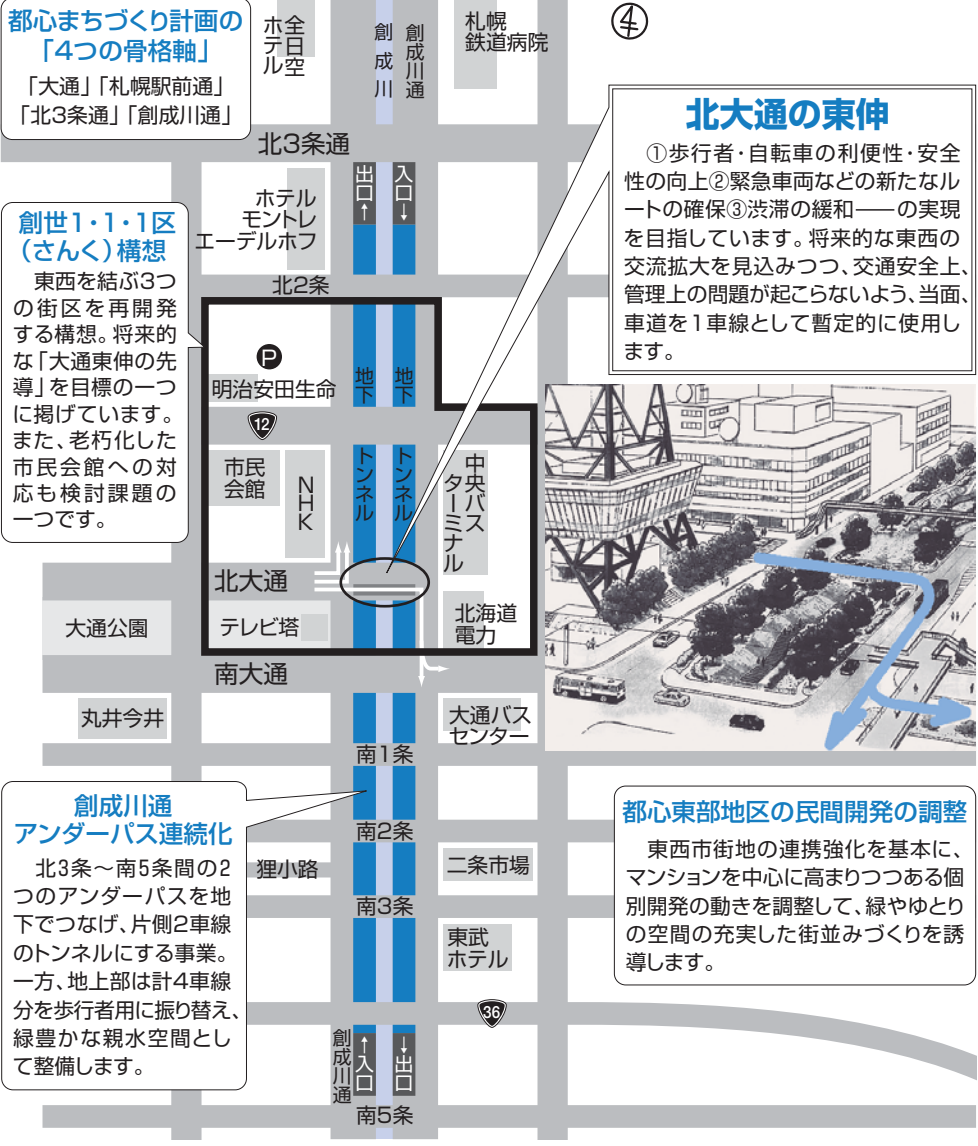 都心まちづくり計画の
「4つの骨格軸」
「大通」「札幌駅前通」
「北3条通」「創成川通」
全日空
ホテル
創成川
創成川通
札幌
鉄道病院
④
北3条通
出口↑
入口↓
ホテル
モントレ
エーデルホフ
北大通の東伸
①歩行者・自転車の利便性・安全
性の向上②緊急車両などの新たなル
ートの確保③渋滞の緩和――の実現
を目指しています。将来的な東西の
交流拡大を見込みつつ、交通安全上、
管理上の問題が起こらないよう、当面、
車道を1車線として暫定的に使用し
ます。
創世1・1・1区
（さんく）構想
東西を結ぶ3つ
の街区を再開発
する構想。将来的
な「大通東伸の先
導」を目標の一つ
に掲げています。
また、老朽化した
市民会館への対
応も検討課題の
一つです。
北2条
P
明治安田生命
12
地下
地下
市民
会館
NHK
トンネル
トンネル
中央バス
ターミナル
北大通
大通公園
テレビ塔
北海道
電力
南大通
丸井今井
大通バス
センター
南1条
創成川通
アンダーパス連続化
北3条～南5条間の2
つのアンダーパスを地
下でつなげ、片側2車線
のトンネルにする事業。
一方、地上部は計4車線
分を歩行者用に振り替え、
緑豊かな親水空間とし
て整備します。
南2条
狸小路
二条市場
南3条
東武
ホテル
36
創成川通
↑入口
↓出口
南5条
都心東部地区の民間開発の調整
東西市街地の連携強化を基本に、
マンションを中心に高まりつつある個
別開発の動きを調整して、緑やゆとり
の空間の充実した街並みづくりを誘
導します。